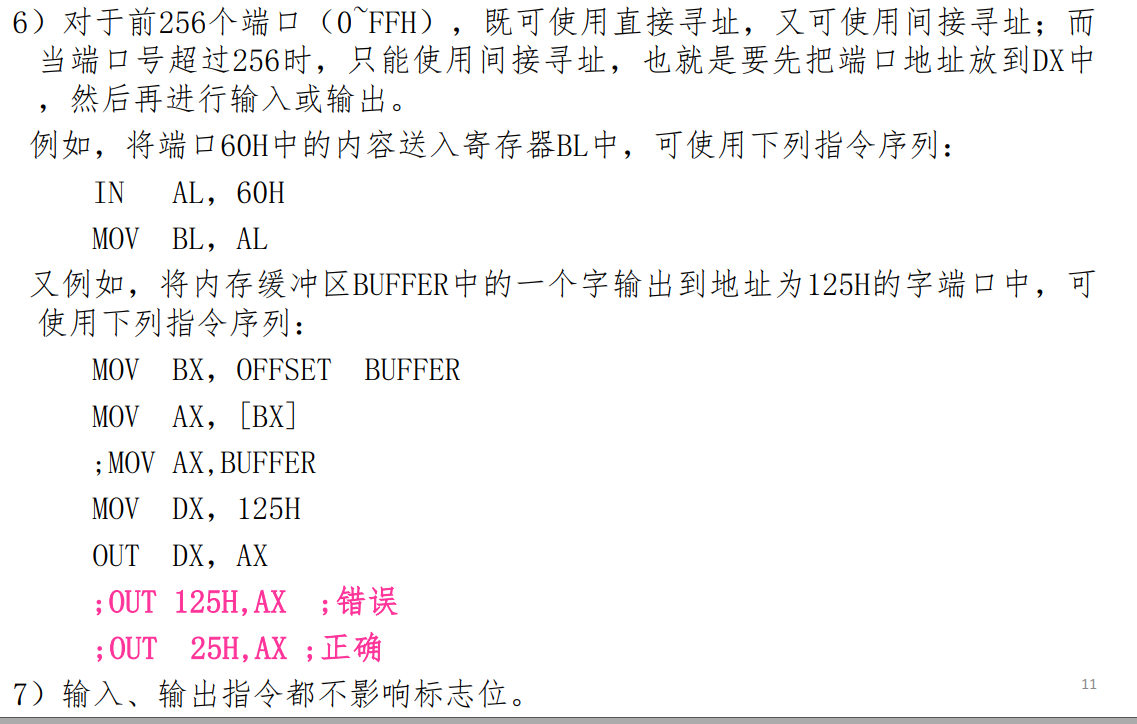 6）对于前256个端口（0~FFH），既可使用直接寻址，又可使用间接寻址；而
当端口号超过256时，只能使用间接寻址，也就是要先把端口地址放到DX中
，然后再进行输入或输出。
例如，将端口60H中的内容送入寄存器BL中，可使用下列指令序列：
IN AL，60H
MOV BL，AL
又例如，将内存缓冲区BUFFER中的一个字输出到地址为125H的字端口中，可
使用下列指令序列：
MOV BX，OFFSET BUFFER
MOV AX，[BX]
;MOV AX,BUFFER
MOV DX，125H
OUT DX，AX
;OUT 125H,AX ;错误
;OUT 25H,AX ;正确
7）输入、输出指令都不影响标志位。
11